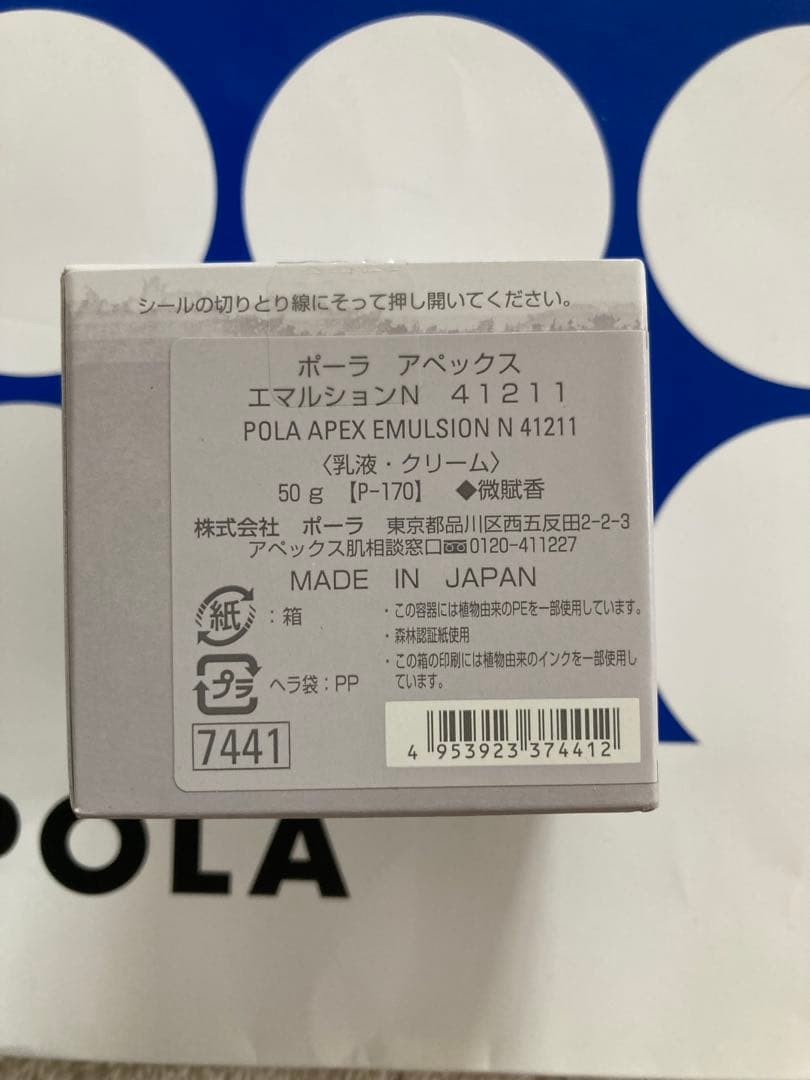 シールの切りとり線にそって押し開いてください。
ポーラ　アペックス
エマルションN　41211
POLA APEX EMULSION N 41211
〈乳液・クリーム〉
50 g 【P-170】 ◆微賦香
株式会社　ポーラ　東京都品川区西五反田2-2-3
アペックス肌相談窓口 0120-411227
MADE IN JAPAN
紙：箱
・この容器には植物由来のPEを一部使用しています。
・森林認証紙使用
・この箱の印刷には植物由来のインクを一部使用し
ています。
プラ ヘラ袋：PP
7441
4 953923 374412
POLA